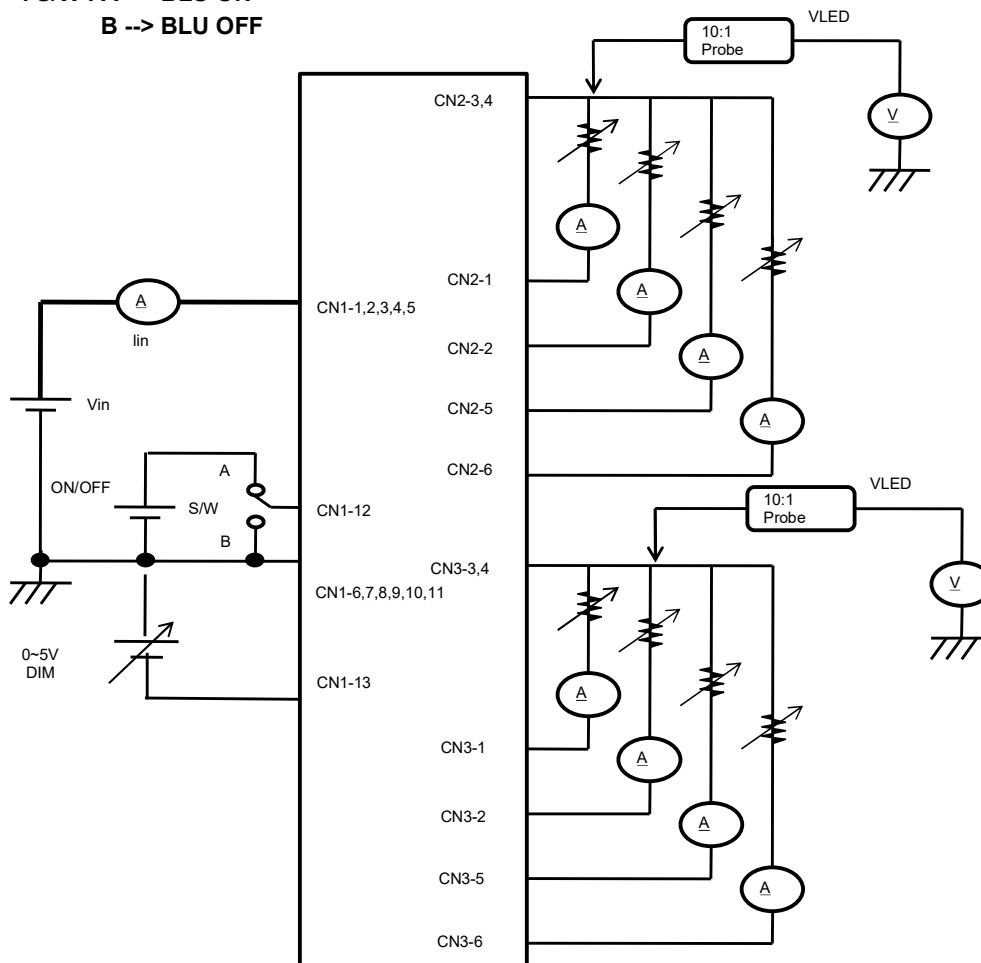 B --> BLU OFF
VLED
10:1
Probe
CN2-3,4
V
A
A
A
A
CN2-1
CN2-2
CN2-5
CN2-6
A
Iin
CN1-1,2,3,4,5
Vin
ON/OFF
S/W
A
B
CN1-12
CN1-6,7,8,9,10,11
0~5V
DIM
CN1-13
VLED
10:1
Probe
CN3-3,4
V
A
A
A
A
CN3-1
CN3-2
CN3-5
CN3-6